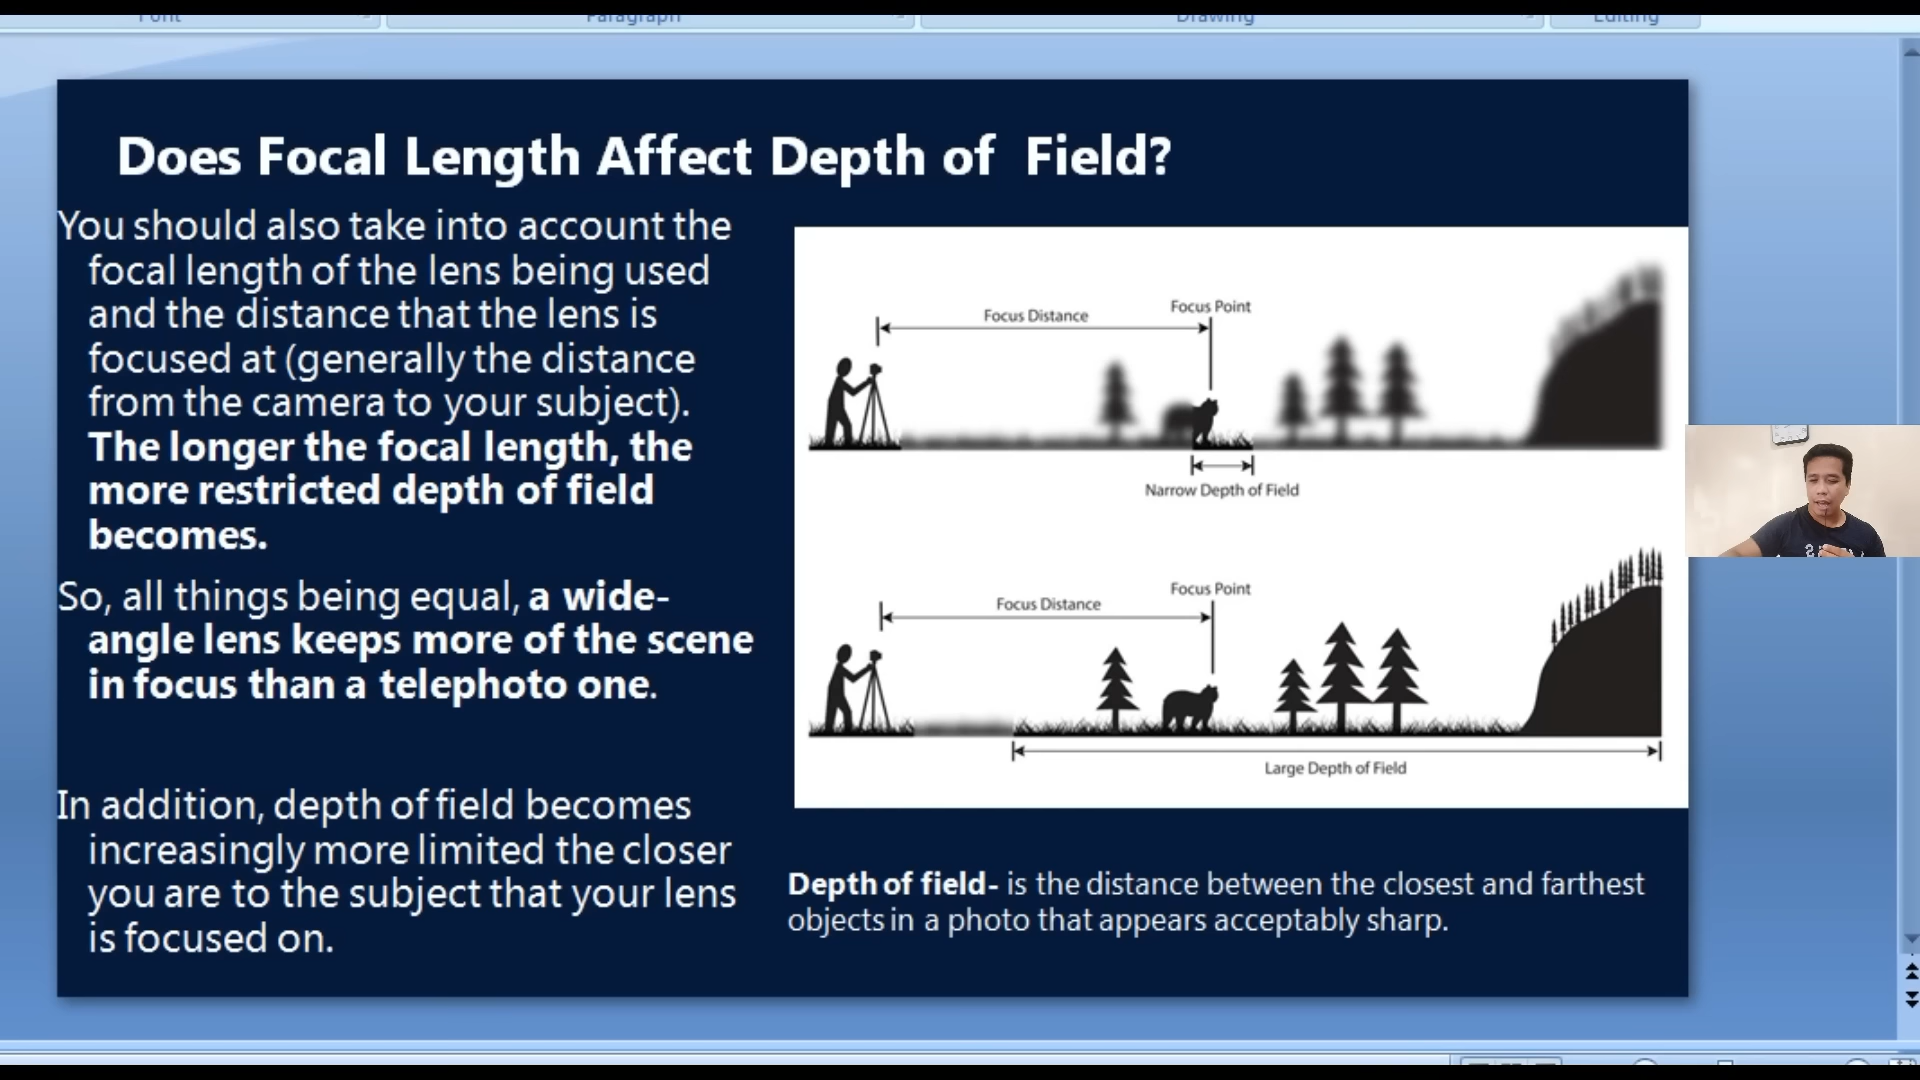 Font
Paragraph
Drawing
Editing
Does Focal Length Affect Depth of Field?
You should also take into account the
focal length of the lens being used
and the distance that the lens is
focused at (generally the distance
from the camera to your subject).
The longer the focal length, the
more restricted depth of field
becomes.
So, all things being equal, a wide-
angle lens keeps more of the scene
in focus than a telephoto one.
In addition, depth of field becomes
increasingly more limited the closer
you are to the subject that your lens
is focused on.
Focus Distance
Focus Point
Narrow Depth of Field
Focus Distance
Focus Point
Large Depth of Field
Depth of field- is the distance between the closest and farthest
objects in a photo that appears acceptably sharp.